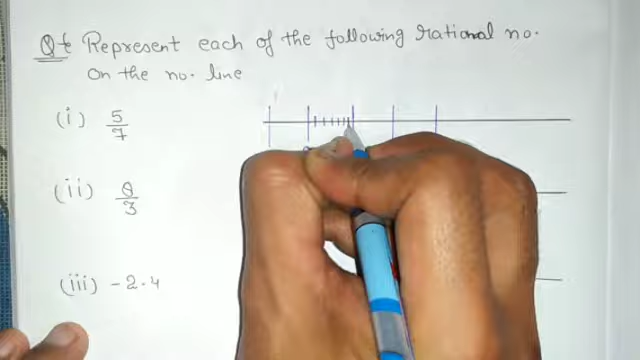 Q6 Represent each of the following rational no.
on the no. line
(i) 5/7
(ii) 8/3
(iii) -2.4